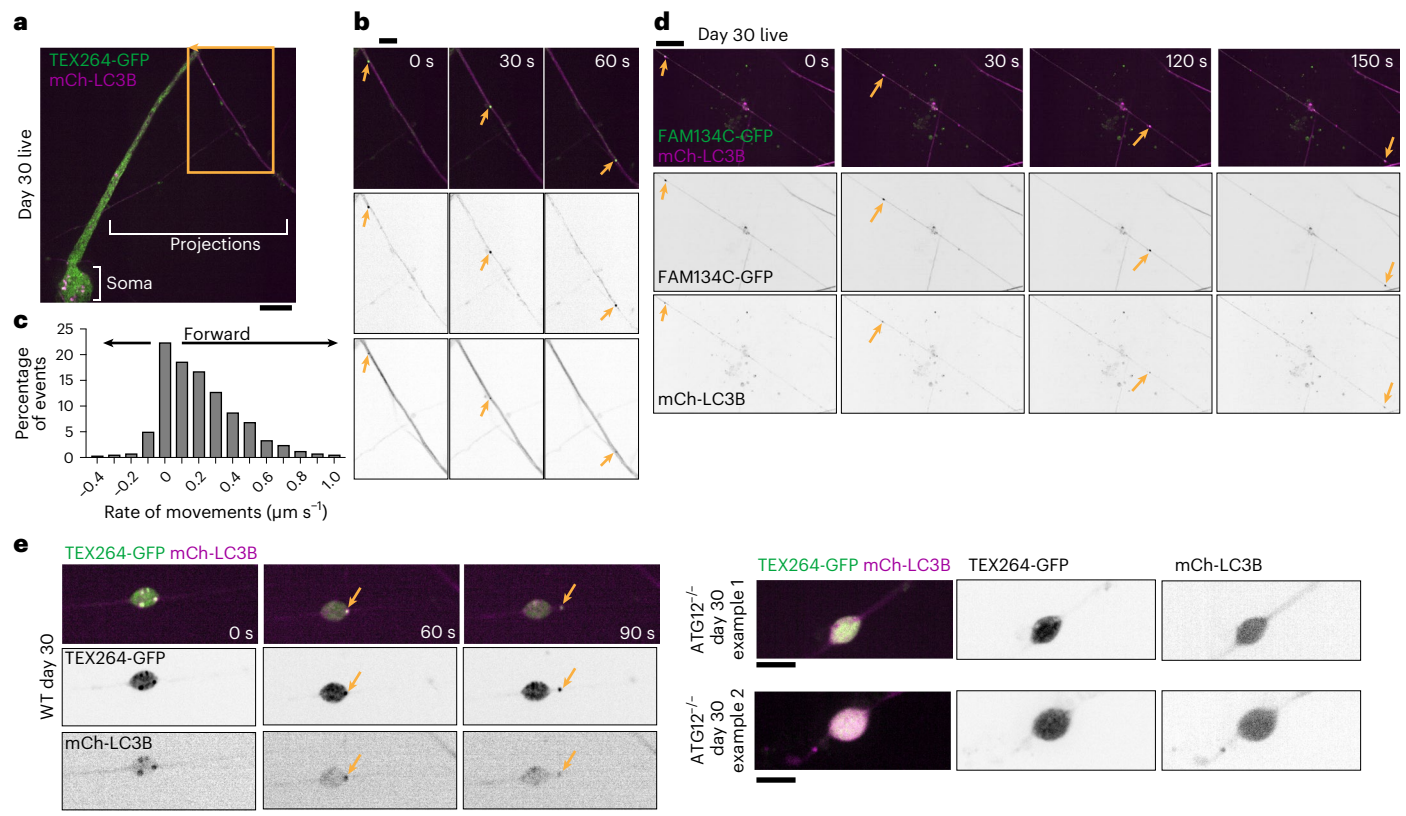 a
TEX264-GFP
mCh-LC3B
Day 30 live
Projections
Soma
b
0 s
30 s
60 s
c
Forward
Percentage
of events
25
20
15
10
5
0
−0.4
−0.2
0
0.2
0.4
0.6
0.8
1.0
Rate of movements (µm s⁻¹)
d
Day 30 live
0 s
30 s
120 s
150 s
FAM134C-GFP
mCh-LC3B
FAM134C-GFP
mCh-LC3B
e
TEX264-GFP mCh-LC3B
WT day 30
0 s
60 s
90 s
TEX264-GFP
mCh-LC3B
TEX264-GFP mCh-LC3B
TEX264-GFP
mCh-LC3B
ATG12⁻/⁻
day 30
example 1
ATG12⁻/⁻
day 30
example 2